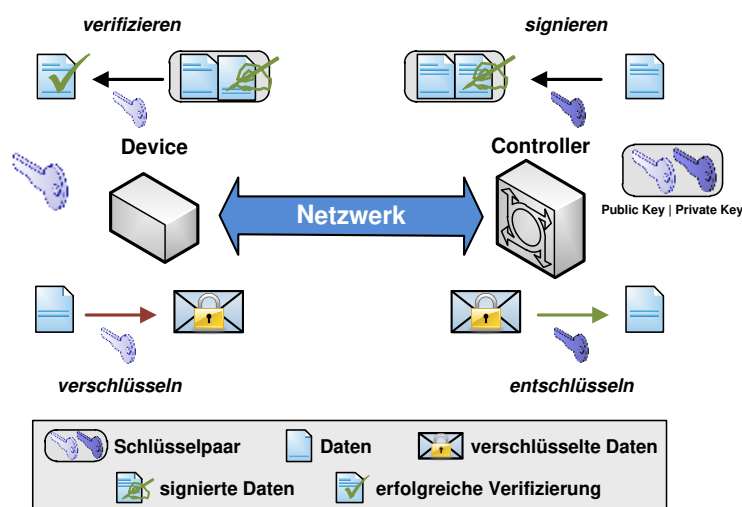 verifizieren
signieren
Device
Controller
Netzwerk
Public Key | Private Key
verschlüsseln
entschlüsseln
Schlüsselpaar
Daten
verschlüsselte Daten
signierte Daten
erfolgreiche Verifizierung